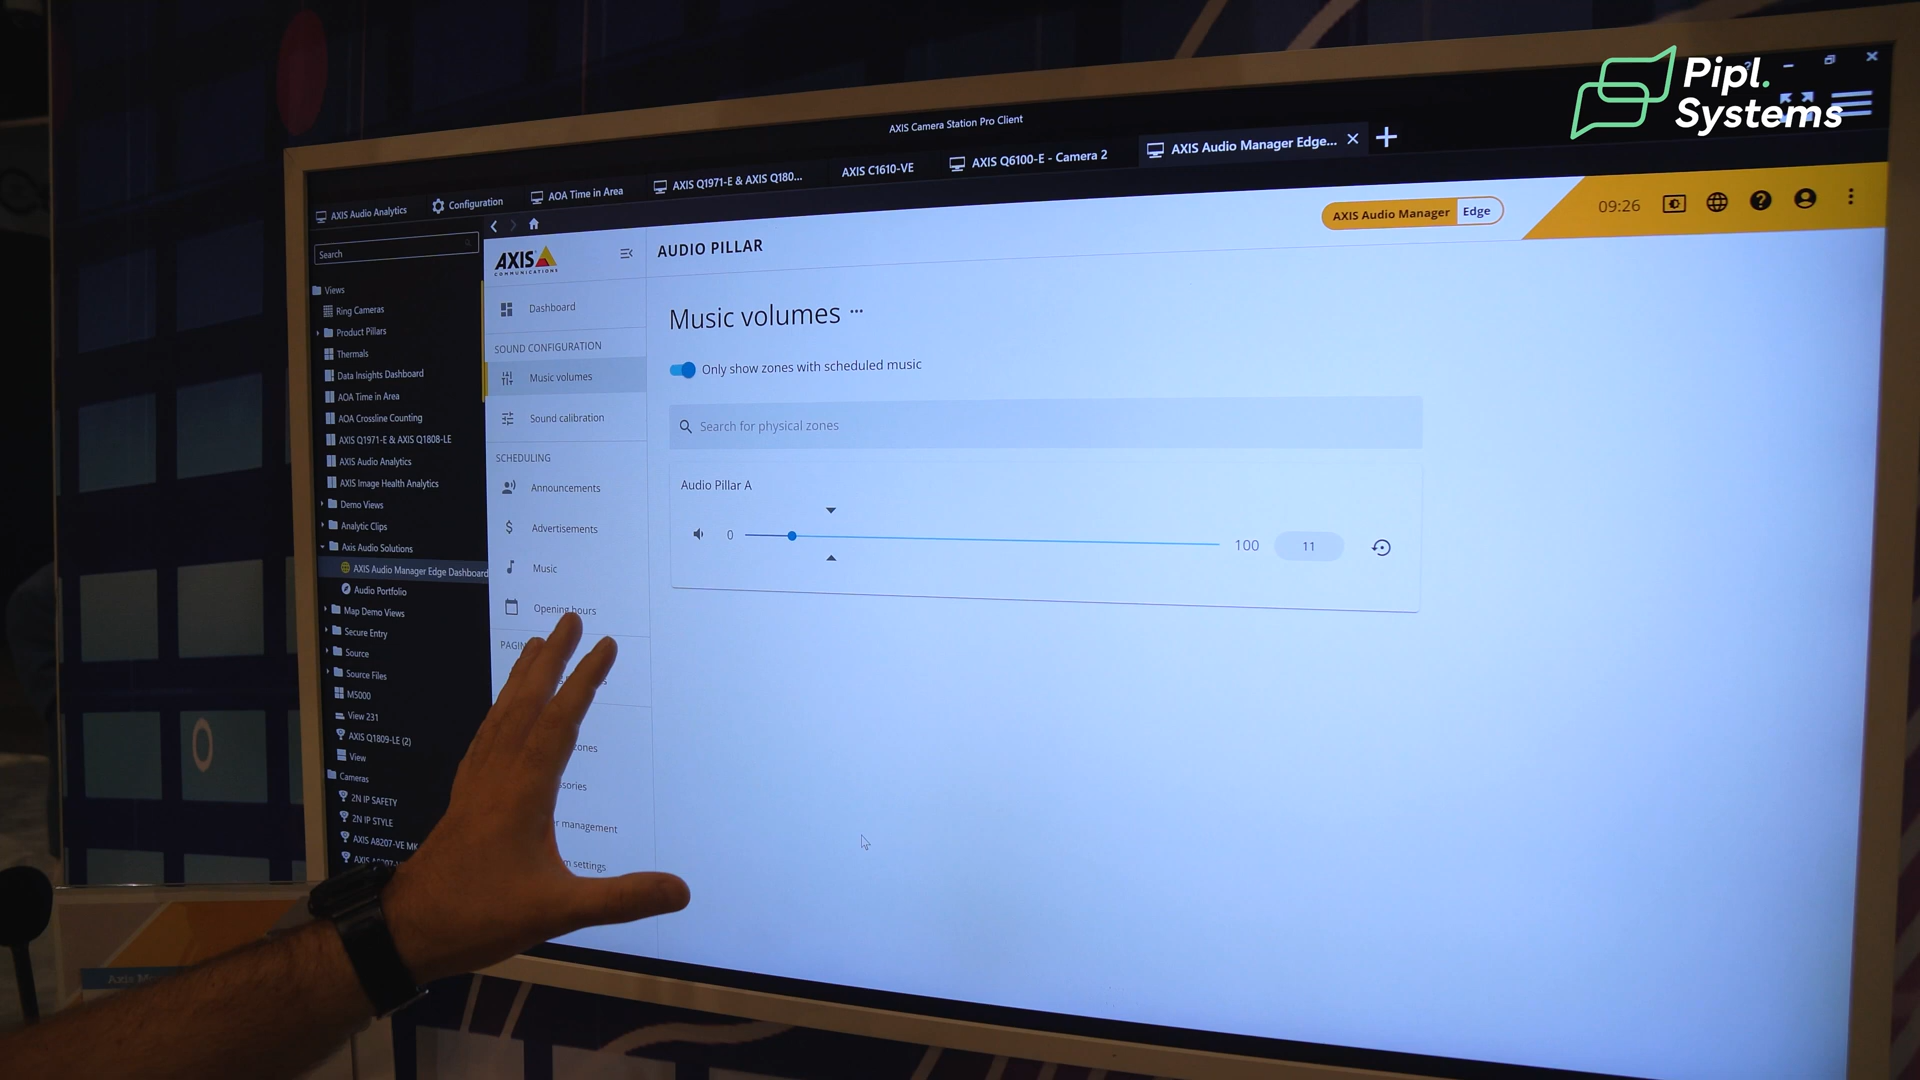 Pipl.
Systems
AXIS Camera Station Pro Client
AXIS Audio Analytics
Configuration
AOA Time in Area
AXIS Q1971-E & AXIS Q180...
AXIS C1610-VE
AXIS Q6100-E - Camera 2
AXIS Audio Manager Edge...
Search
Views
Ring Cameras
Product Pillars
Thermals
Data Insights Dashboard
AOA Time in Area
AOA Crossline Counting
AXIS Q1971-E & AXIS Q1808-LE
AXIS Audio Analytics
AXIS Image Health Analytics
Demo Views
Analytic Clips
Axis Audio Solutions
AXIS Audio Manager Edge Dashboard
Audio Portfolio
Map Demo Views
Secure Entry
Source
Source Files
M5000
View 231
AXIS Q1809-LE (2)
View
Cameras
2N IP SAFETY
2N IP STYLE
AXIS A8207-VE MK
AXIS
AXIS
COMMUNICATIONS
Dashboard
SOUND CONFIGURATION
Music volumes
Sound calibration
SCHEDULING
Announcements
Advertisements
Music
Opening hours
management
settings
AUDIO PILLAR
AXIS Audio Manager Edge
09:26
Music volumes ...
Only show zones with scheduled music
Search for physical zones
Audio Pillar A
0
100
11